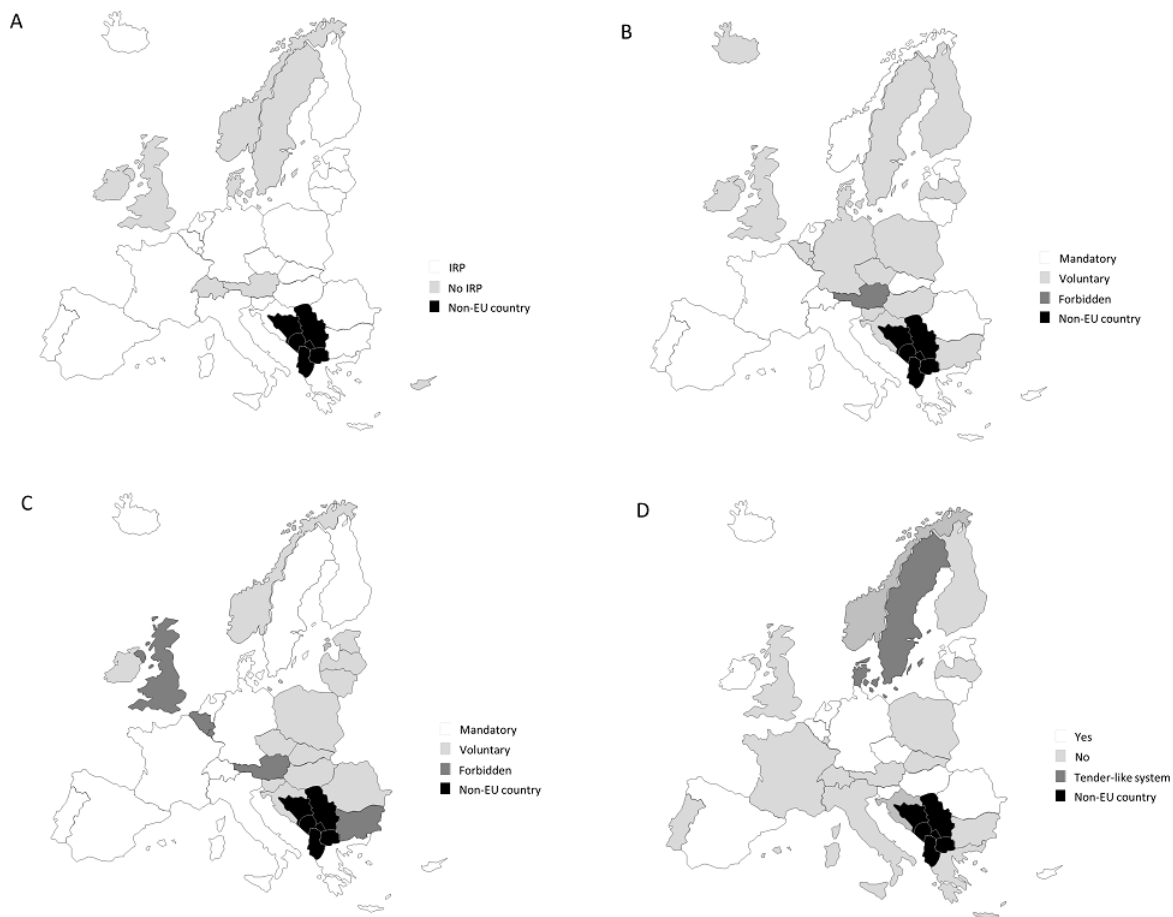 A
IRP
No IRP
Non-EU country
B
Mandatory
Voluntary
Forbidden
Non-EU country
C
Mandatory
Voluntary
Forbidden
Non-EU country
D
Yes
No
Tender-like system
Non-EU country